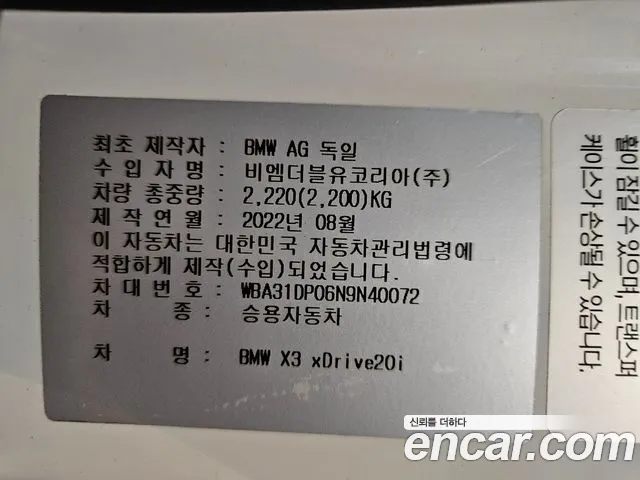 최초 제작자 : BMW AG 독일
수 입 자 명 : 비엠더블유코리아(주)
차량 총중량 : 2,220(2,200)KG
제 작 연 월 : 2022년 08월
이 자동차는 대한민국 자동차관리법령에
적합하게 제작(수입)되었습니다.
차 대 번 호 : WBA31DP06N9N40072
차 종 : 승용자동차
차 명 : BMW X3 xDrive20i
휠이 잠길 수 있으며, 트랜스퍼
케이스가 손상될 수 있습니다.
신뢰를 더하다
encar.com